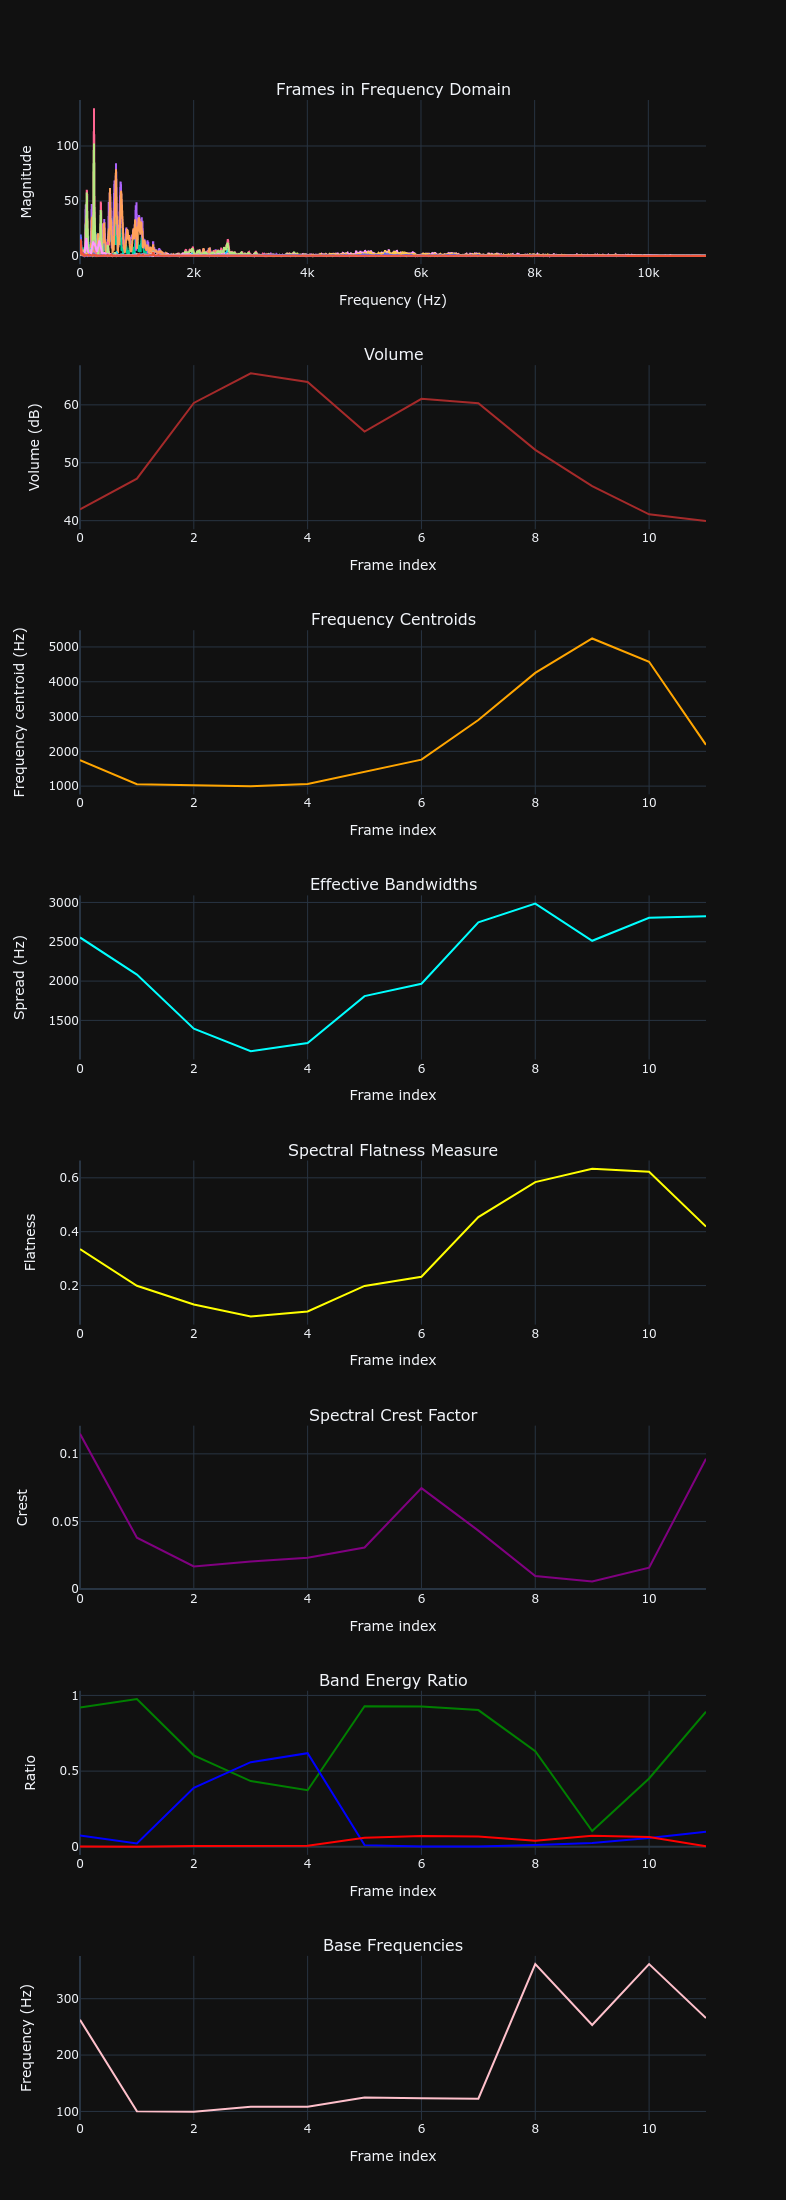 Frames in Frequency Domain
Magnitude
100
50
0
0 2k 4k 6k 8k 10k
Frequency (Hz)
Volume
Volume (dB)
60
50
40
0 2 4 6 8 10
Frame index
Frequency Centroids
Frequency centroid (Hz)
5000
4000
3000
2000
1000
0 2 4 6 8 10
Frame index
Effective Bandwidths
Spread (Hz)
3000
2500
2000
1500
0 2 4 6 8 10
Frame index
Spectral Flatness Measure
Flatness
0.6
0.4
0.2
0 2 4 6 8 10
Frame index
Spectral Crest Factor
Crest
0.1
0.05
0
0 2 4 6 8 10
Frame index
Band Energy Ratio
Ratio
1
0.5
0
0 2 4 6 8 10
Frame index
Base Frequencies
Frequency (Hz)
300
200
100
0 2 4 6 8 10
Frame index